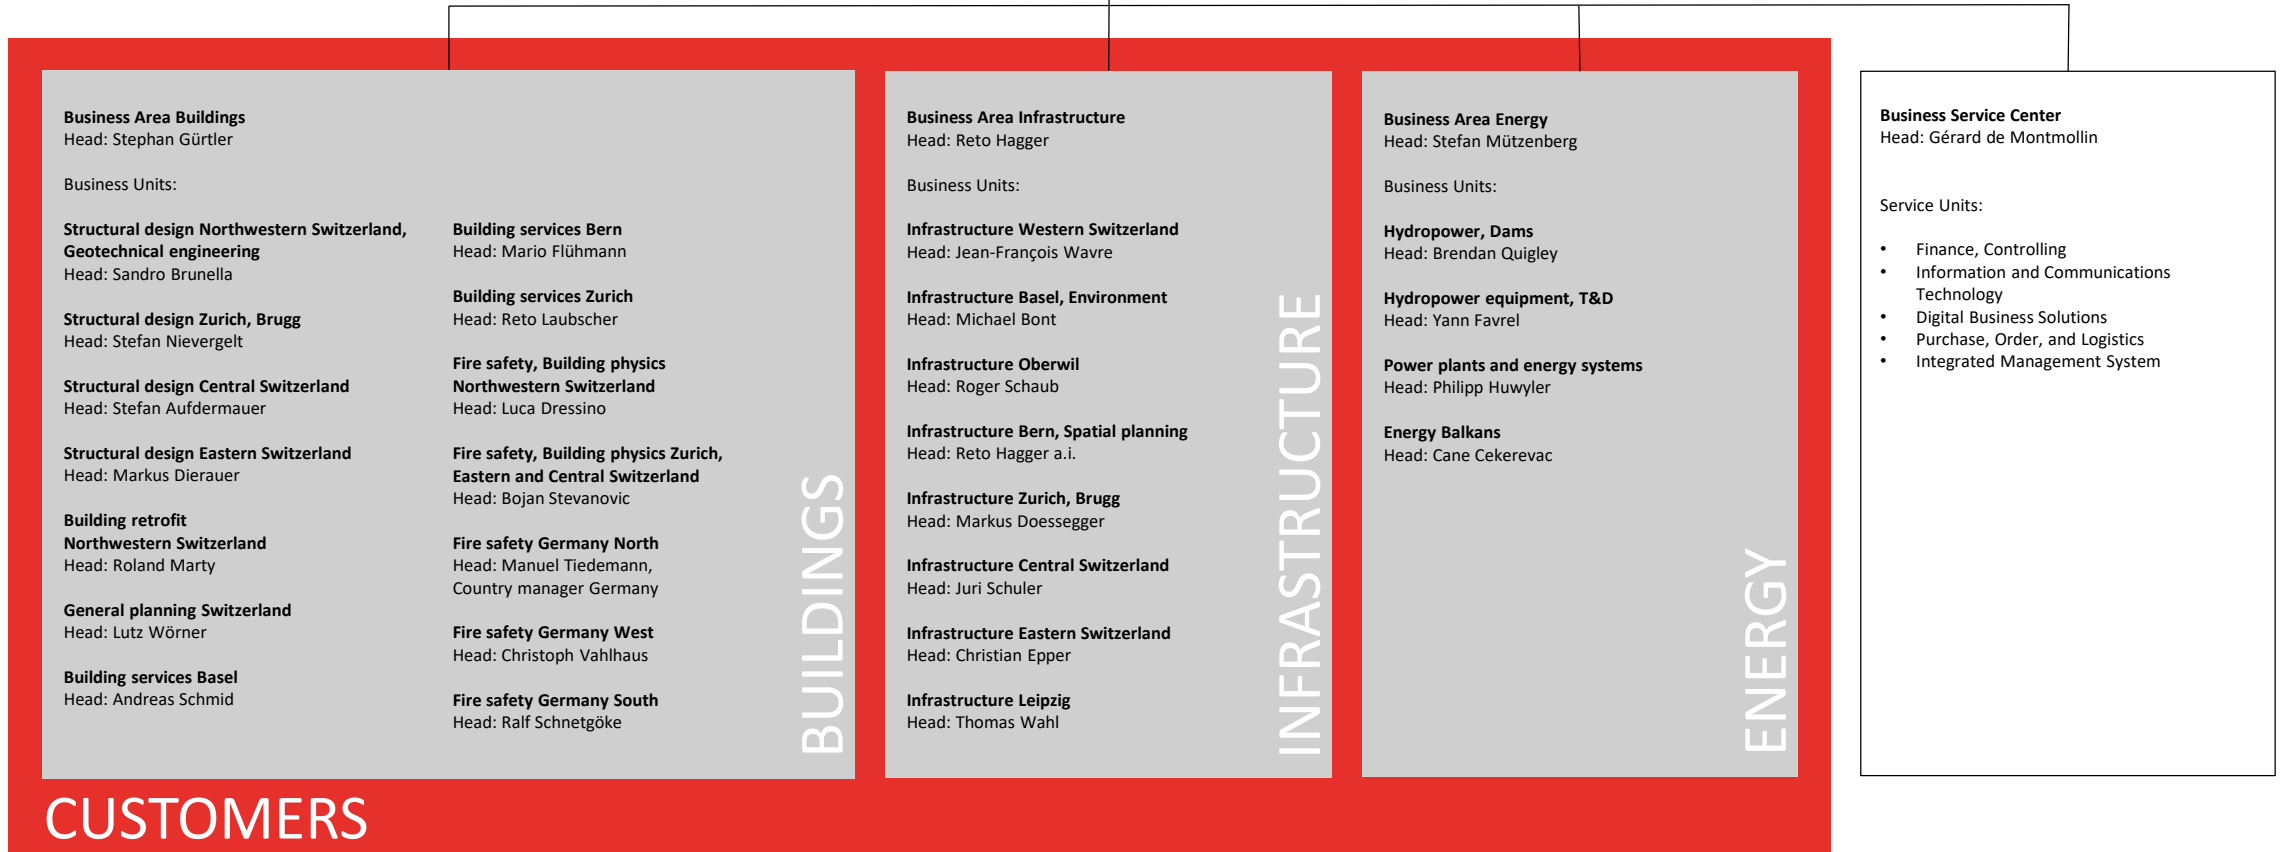 Business Area Buildings
Head: Stephan Gürtler
Business Units:
Structural design Northwestern Switzerland,
Geotechnical engineering
Head: Sandro Brunella
Structural design Zurich, Brugg
Head: Stefan Nievergelt
Structural design Central Switzerland
Head: Stefan Aufdermauer
Structural design Eastern Switzerland
Head: Markus Dierauer
Building retrofit
Northwestern Switzerland
Head: Roland Marty
General planning Switzerland
Head: Lutz Wörner
Building services Basel
Head: Andreas Schmid
Building services Bern
Head: Mario Flühmann
Building services Zurich
Head: Reto Laubscher
Fire safety, Building physics
Northwestern Switzerland
Head: Luca Dressino
Fire safety, Building physics Zurich,
Eastern and Central Switzerland
Head: Bojan Stevanovic
Fire safety Germany North
Head: Manuel Tiedemann,
Country manager Germany
Fire safety Germany West
Head: Christoph Vahlhaus
Fire safety Germany South
Head: Ralf Schnetgöke
BUILDINGS
Business Area Infrastructure
Head: Reto Hagger
Business Units:
Infrastructure Western Switzerland
Head: Jean-François Wavre
Infrastructure Basel, Environment
Head: Michael Bont
Infrastructure Oberwil
Head: Roger Schaub
Infrastructure Bern, Spatial planning
Head: Reto Hagger a.i.
Infrastructure Zurich, Brugg
Head: Markus Doessegger
Infrastructure Central Switzerland
Head: Juri Schuler
Infrastructure Eastern Switzerland
Head: Christian Epper
Infrastructure Leipzig
Head: Thomas Wahl
INFRASTRUCTURE
Business Area Energy
Head: Stefan Mützenberg
Business Units:
Hydropower, Dams
Head: Brendan Quigley
Hydropower equipment, T&D
Head: Yann Favrel
Power plants and energy systems
Head: Philipp Huwyler
Energy Balkans
Head: Cane Cekerevac
ENERGY
Business Service Center
Head: Gérard de Montmollin
Service Units:
• Finance, Controlling
• Information and Communications
Technology
• Digital Business Solutions
• Purchase, Order, and Logistics
• Integrated Management System
CUSTOMERS